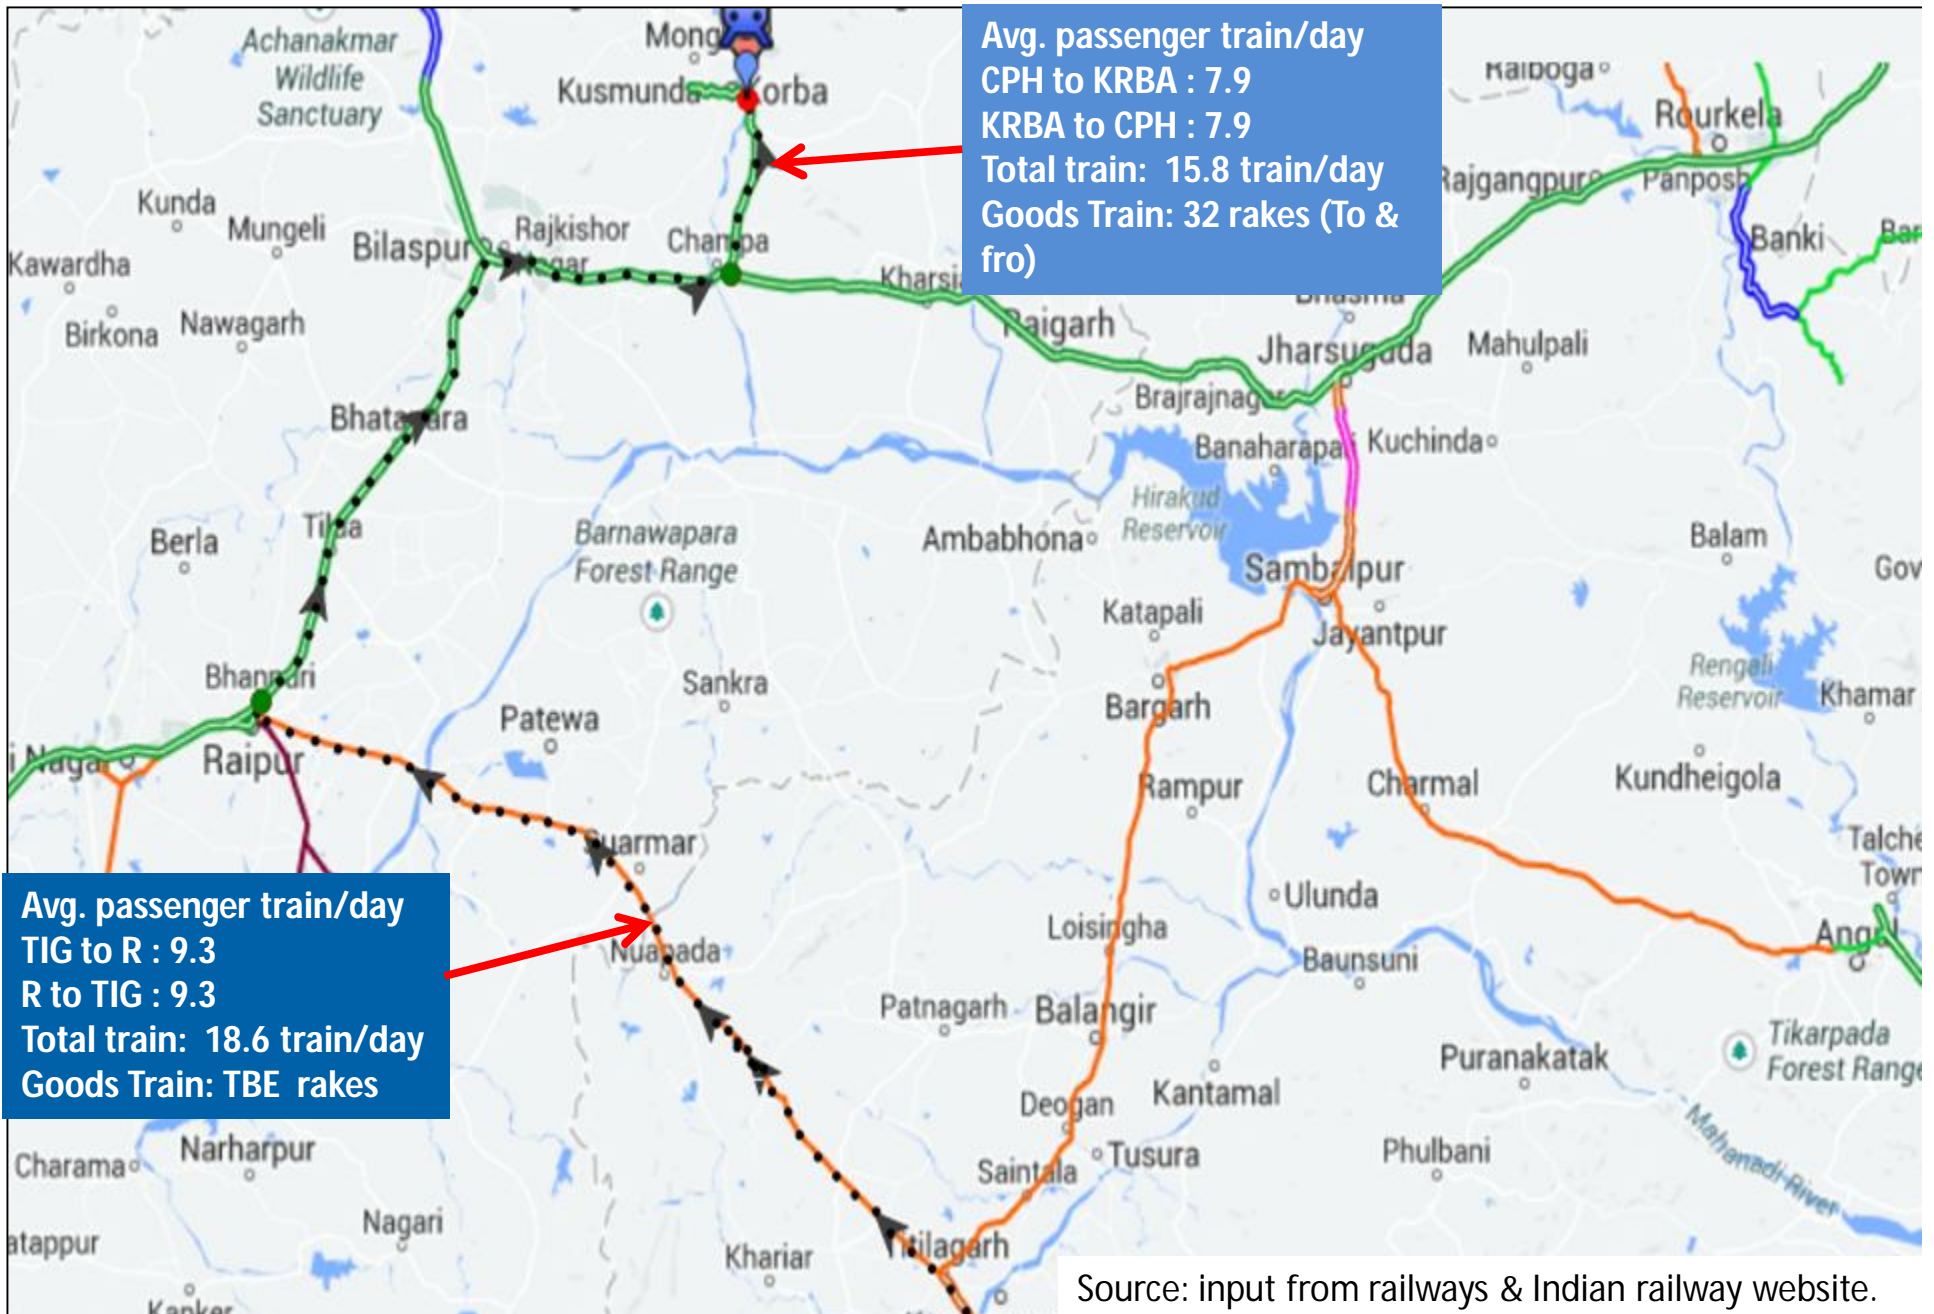 Achanakmar
Wildlife
Sanctuary
Kusmunda
Korba
Avg. passenger train/day
CPH to KRBA : 7.9
KRBA to CPH : 7.9
Total train:  15.8 train/day
Goods Train: 32 rakes (To &
fro)
Raiboga
Rourkela
Rajgangpur
Panposh
Kunda
Mungeli
Bilaspur
Rajkishor
Nagar
Champa
Banki
Kawardha
Birkona
Nawagarh
Raigarh
Jharsuguda
Mahulpali
Brajrajnagar
Bhatapara
Banaharapali
Kuchinda
Hirakud
Reservoir
Berla
Tilda
Barnawapara
Forest Range
Ambabhona
Balam
Sambalpur
Katapali
Jayantpur
Rengali
Reservoir
Khamar
Sankra
Bargarh
Patewa
Raipur
Rampur
Charmal
Kundheigola
Suarmar
Ulunda
Town
Avg. passenger train/day
TIG to R : 9.3
R to TIG : 9.3
Total train:  18.6 train/day
Goods Train: TBE  rakes
Nuapada
Loisingha
Baunsuni
Angul
Patnagarh
Balangir
Tikarpada
Forest Range
Puranakatak
Kantamal
Deogan
Mahanadi River
Charama
Narharpur
Saintala
Tusura
Phulbani
Nagari
Khariar
Titilagarh
Source: input from railways & Indian railway website.